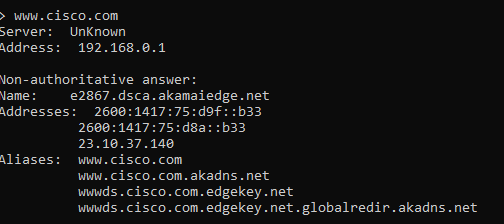 > www.cisco.com
Server:  UnKnown
Address:  192.168.0.1

Non-authoritative answer:
Name:    e2867.dsca.akamaiedge.net
Addresses:  2600:1417:75:d9f::b33
          2600:1417:75:d8a::b33
          23.10.37.140
Aliases:  www.cisco.com
          www.cisco.com.akadns.net
          wwwds.cisco.com.edgekey.net
          wwwds.cisco.com.edgekey.net.globalredir.akadns.net